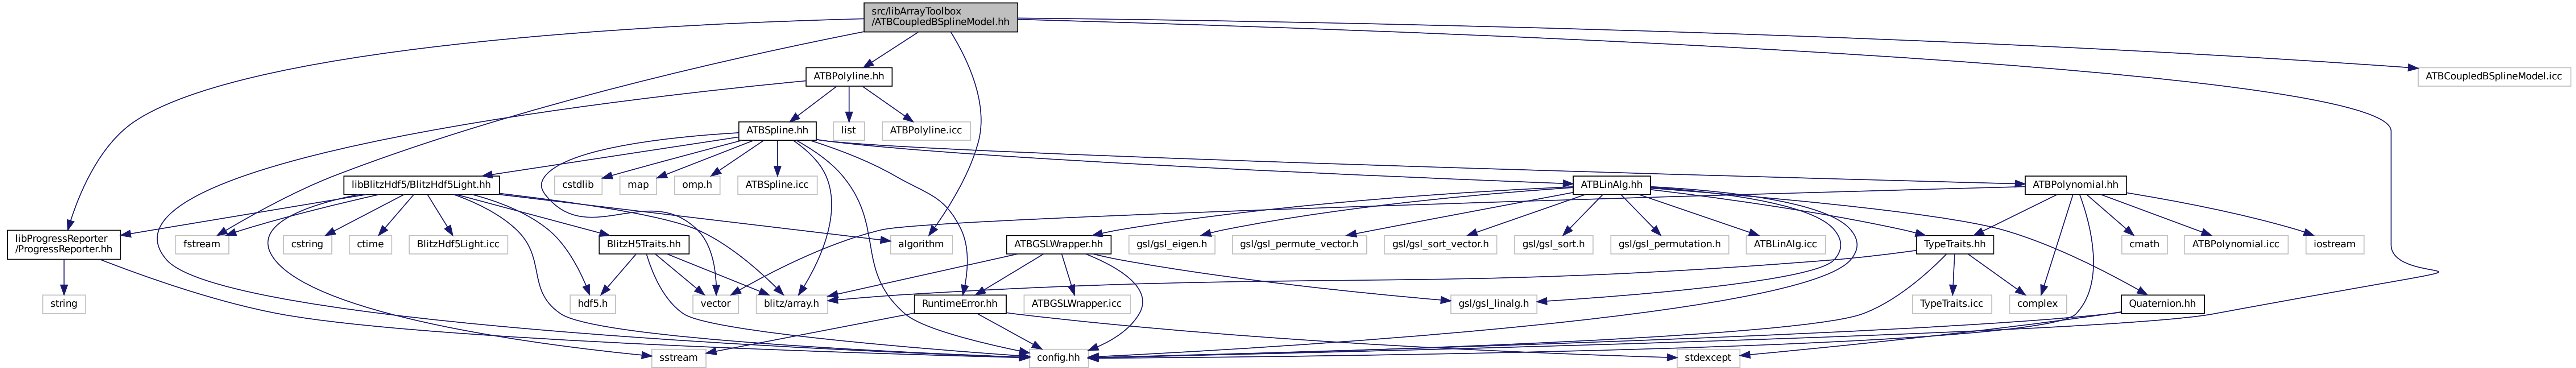 src/libArrayToolbox
/ATBCoupledBSplineModel.hh
ATBPolyline.hh
ATBCoupledBSplineModel.icc
ATBSpline.hh
list
ATBPolyline.icc
libBlitzHdf5/BlitzHdf5Light.hh
cstdlib
map
omp.h
ATBSpline.icc
ATBLinAlg.hh
ATBPolynomial.hh
libProgressReporter
/ProgressReporter.hh
fstream
cstring
ctime
BlitzHdf5Light.icc
BlitzH5Traits.hh
algorithm
ATBGSLWrapper.hh
gsl/gsl_eigen.h
gsl/gsl_permute_vector.h
gsl/gsl_sort_vector.h
gsl/gsl_sort.h
gsl/gsl_permutation.h
ATBLinAlg.icc
TypeTraits.hh
cmath
ATBPolynomial.icc
iostream
string
hdf5.h
vector
blitz/array.h
RuntimeError.hh
ATBGSLWrapper.icc
gsl/gsl_linalg.h
TypeTraits.icc
complex
Quaternion.hh
sstream
config.hh
stdexcept